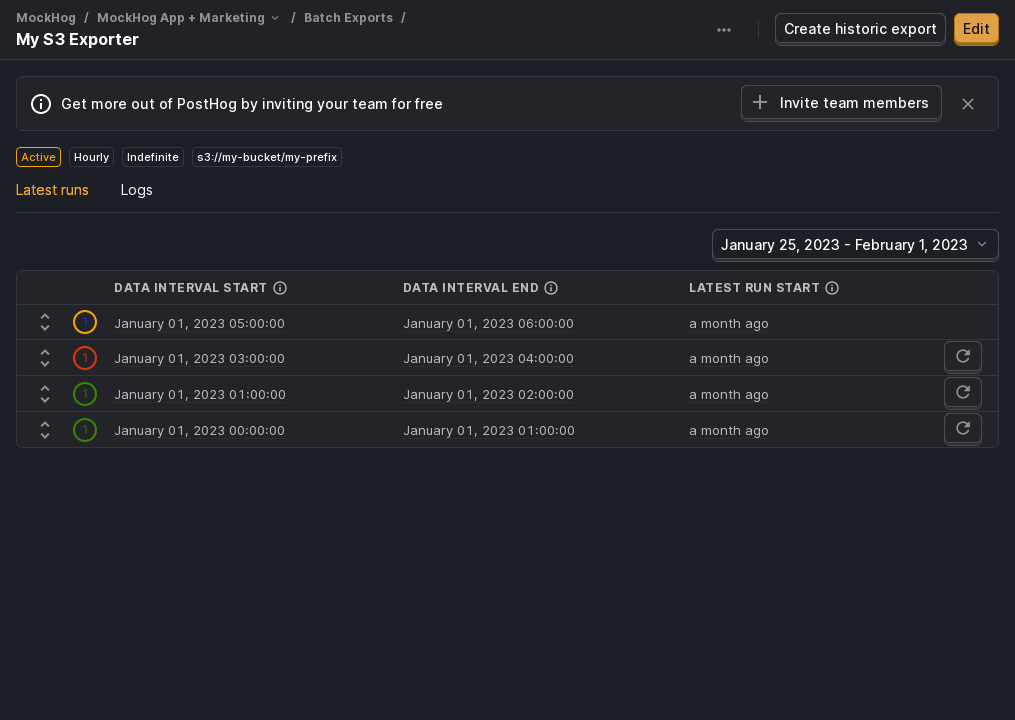 MockHog / MockHog App + Marketing / Batch Exports /
My S3 Exporter
Create historic export
Edit
Get more out of PostHog by inviting your team for free
Invite team members
Active Hourly Indefinite s3://my-bucket/my-prefix
Latest runs Logs
January 25, 2023 - February 1, 2023
DATA INTERVAL START DATA INTERVAL END LATEST RUN START
1 January 01, 2023 05:00:00 January 01, 2023 06:00:00 a month ago
1 January 01, 2023 03:00:00 January 01, 2023 04:00:00 a month ago
1 January 01, 2023 01:00:00 January 01, 2023 02:00:00 a month ago
1 January 01, 2023 00:00:00 January 01, 2023 01:00:00 a month ago